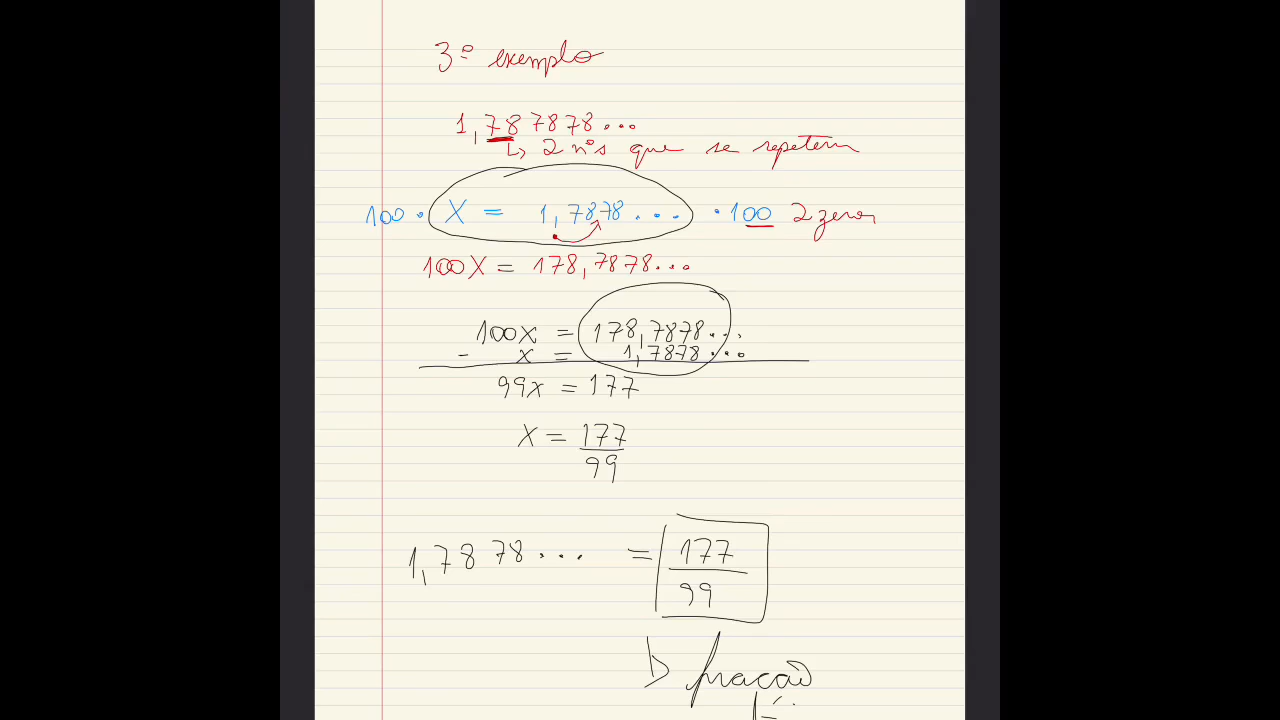 3º exemplo
1,787878...
↳ 2 nºs que se repetem
100 · X = 1,7878... · 100 2 zeros
100X = 178,7878...
100x = 178,7878...
- x = 1,7878...
99x = 177
X = 177
99
1,7878... = 177
99
↳ fração